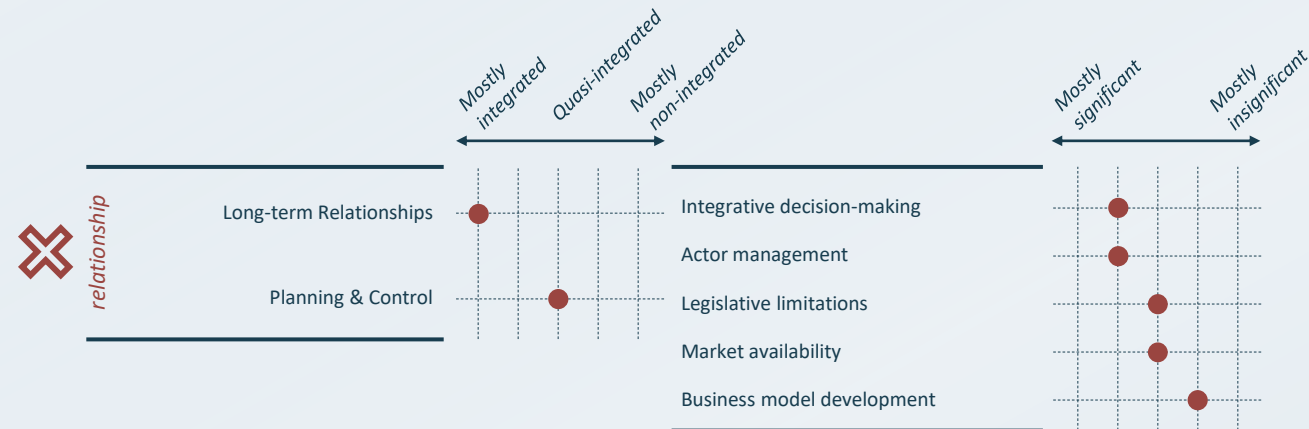 Mostly
integrated
Quasi-integrated
Mostly
non-integrated
Mostly
significant
Mostly
insignificant
relationship
Long-term Relationships
Planning & Control
Integrative decision-making
Actor management
Legislative limitations
Market availability
Business model development